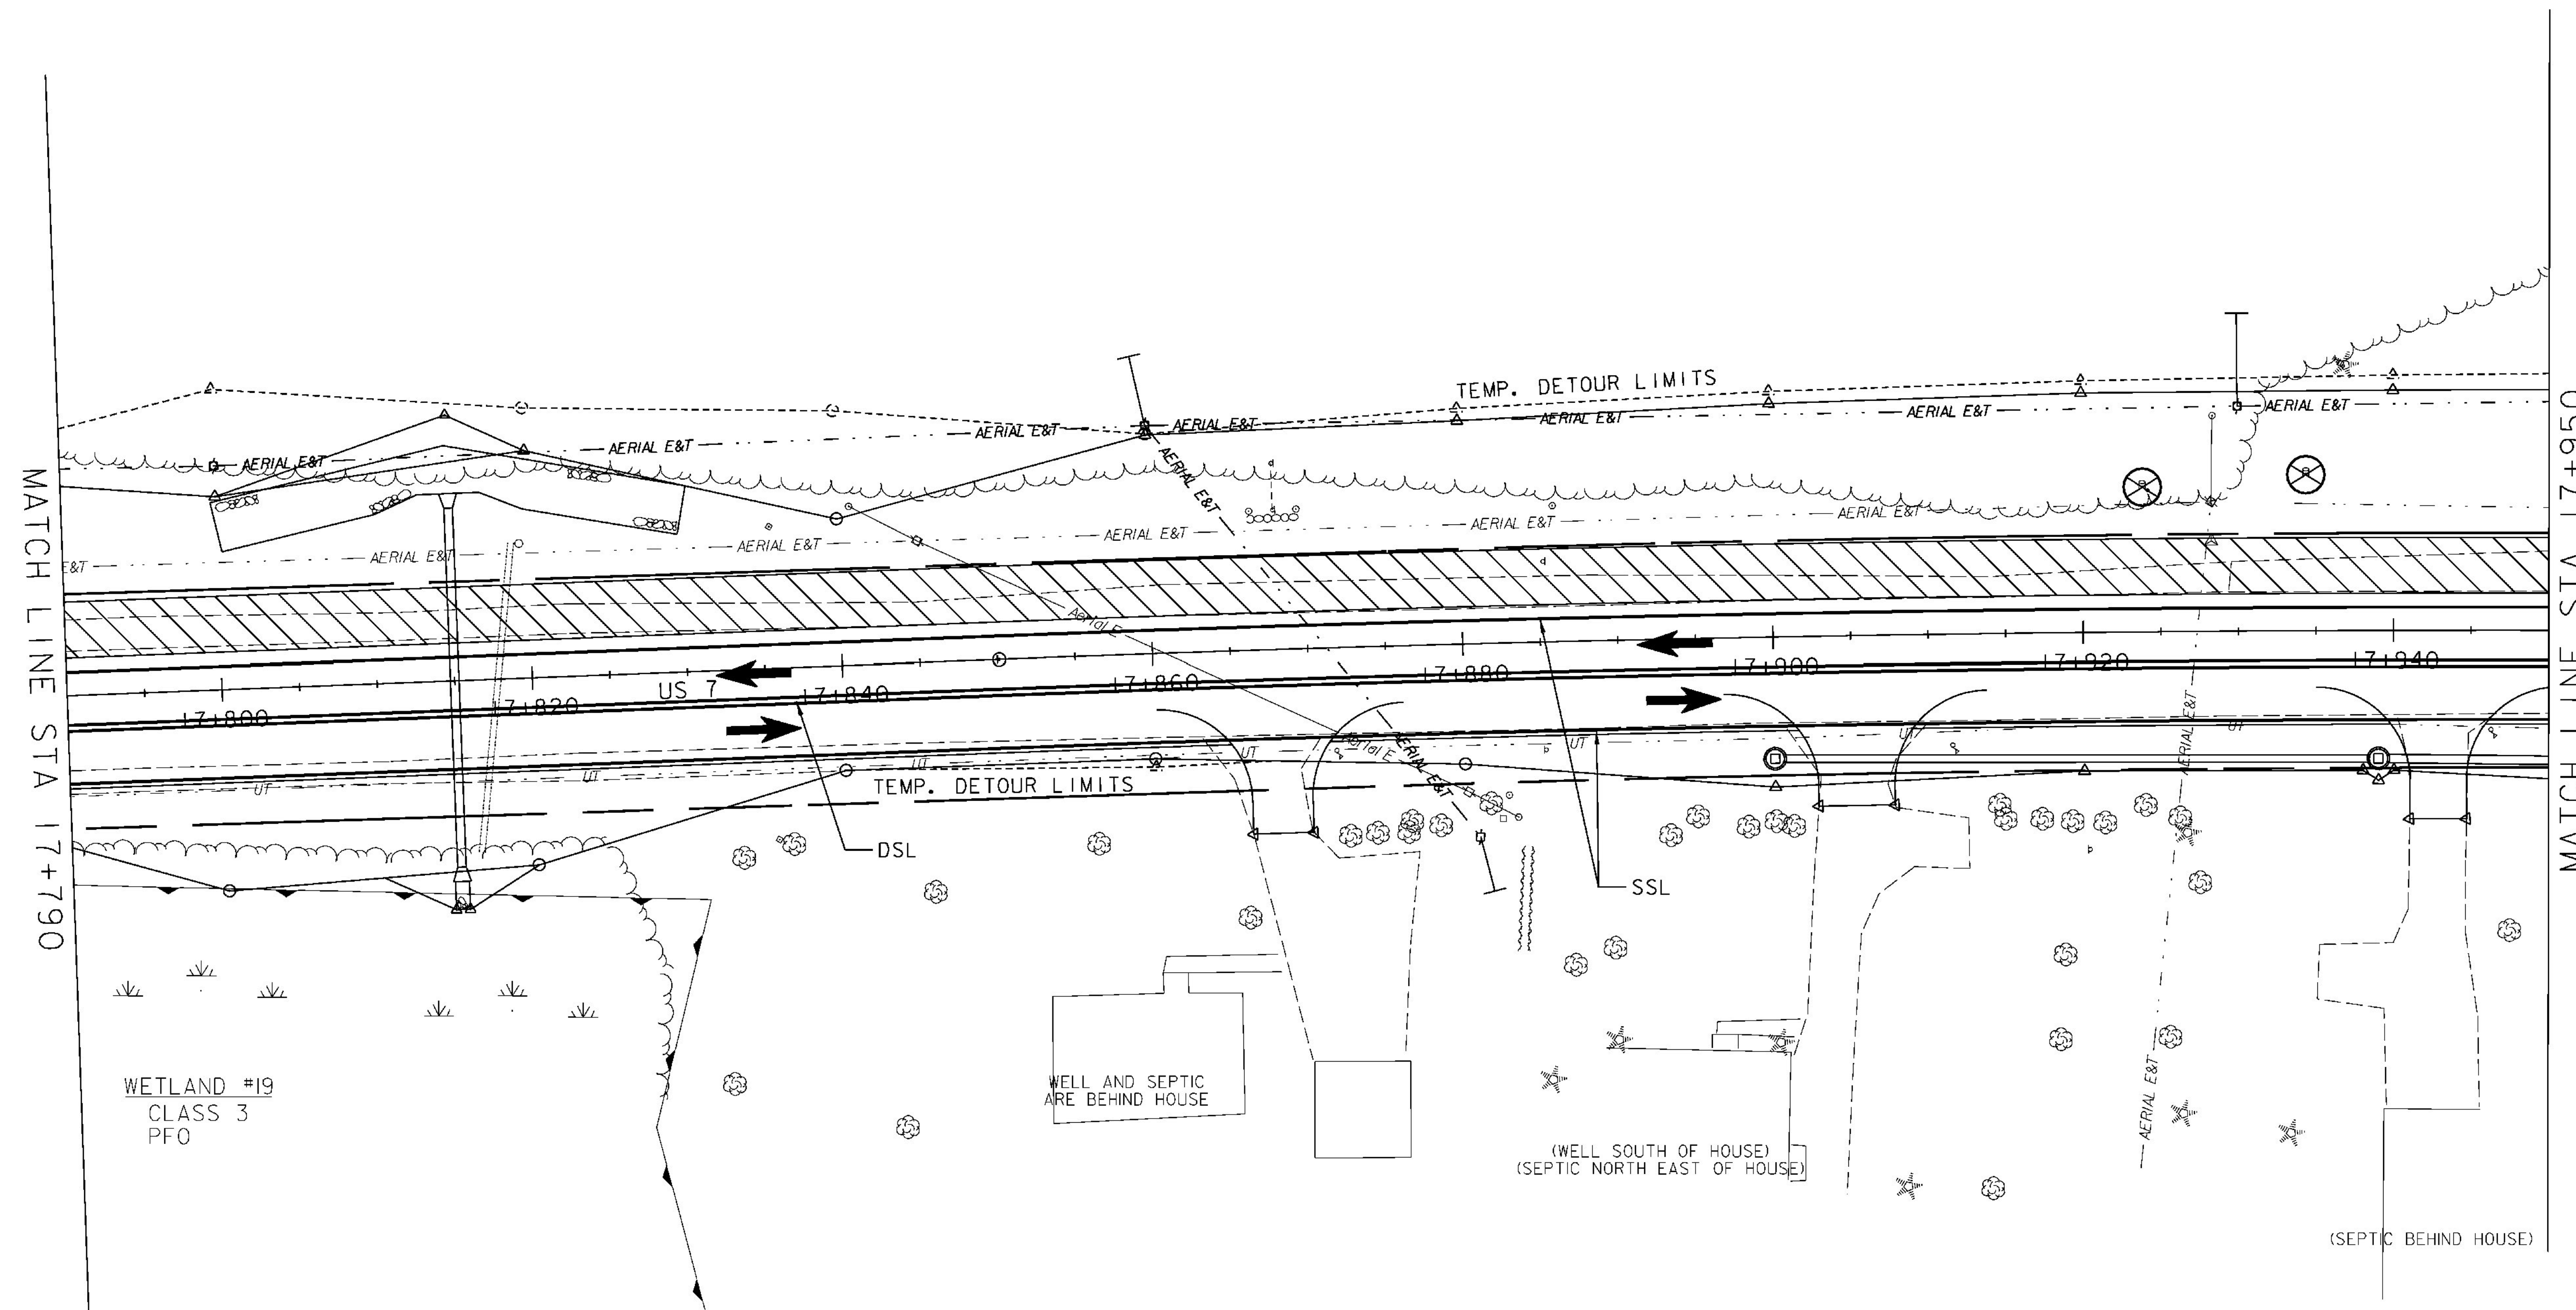 TEMP. DETOUR LIMITS
AERIAL E&T
AERIAL E&T
AERIAL E&T
AERIAL E&T
AERIAL E&T
AERIAL E&T
AERIAL E&T
AERIAL E&T
AERIAL E&T
E&T
AERIAL E&T
AERIAL E&T
AERIAL E&T
AERIAL E&T
AERIAL E&T
Aerial E
MATCH LINE STA 17+790
MATCH LINE STA 17+950
17+800
17+820
US 7
17+840
17+860
17+880
17+900
17+920
17+940
UT
UT
UT
UT
UT
UT
UT
Aerial E
AERIAL E&T
AERIAL E&T
TEMP. DETOUR LIMITS
DSL
SSL
WETLAND #19
CLASS 3
PFO
WELL AND SEPTIC
ARE BEHIND HOUSE
AERIAL E&T
(WELL SOUTH OF HOUSE)
(SEPTIC NORTH EAST OF HOUSE)
(SEPTIC BEHIND HOUSE)